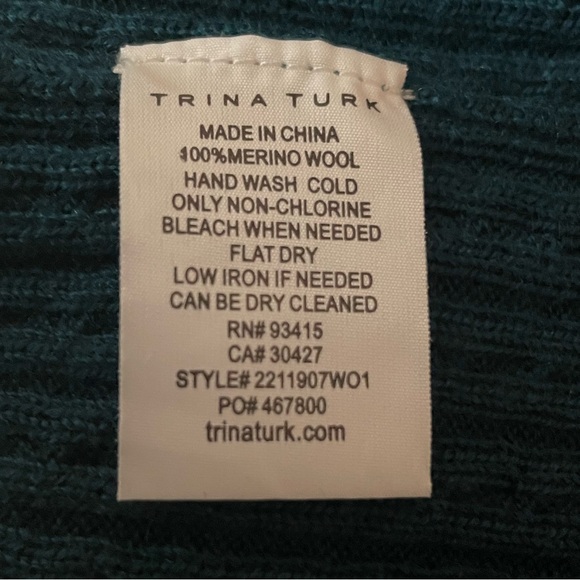 TRINA TURK
MADE IN CHINA
100%MERINO WOOL
HAND WASH COLD
ONLY NON-CHLORINE
BLEACH WHEN NEEDED
FLAT DRY
LOW IRON IF NEEDED
CAN BE DRY CLEANED
RN# 93415
CA# 30427
STYLE# 2211907WO1
PO# 467800
trinaturk.com